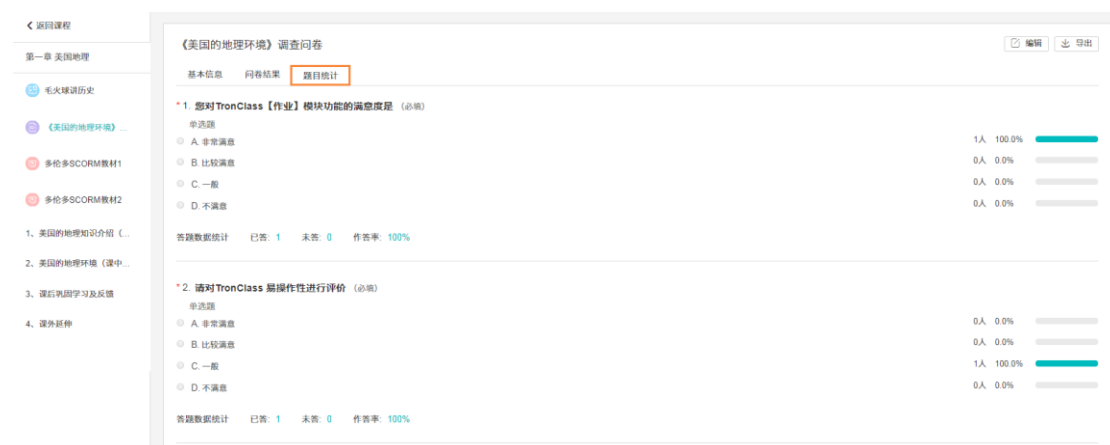 返回课程
第一章 美国地理
毛火球讲历史
《美国的地理环境》...
多伦多SCORM教材1
多伦多SCORM教材2
1、美国的地理知识介绍（...
2、美国的地理环境（课中...
3、课后巩固学习及反馈
4、课外延伸
《美国的地理环境》调查问卷
编辑 导出
基本信息 问卷结果 题目统计
* 1. 您对TronClass【作业】模块功能的满意度是 （必填）
单选题
A. 非常满意 1人 100.0%
B. 比较满意 0人 0.0%
C. 一般 0人 0.0%
D. 不满意 0人 0.0%
答题数据统计 已答: 1 未答: 0 作答率: 100%
* 2. 请对TronClass 易操作性进行评价 （必填）
单选题
A. 非常满意 0人 0.0%
B. 比较满意 0人 0.0%
C. 一般 1人 100.0%
D. 不满意 0人 0.0%
答题数据统计 已答: 1 未答: 0 作答率: 100%